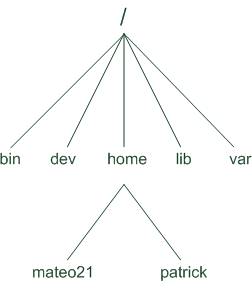 /
bin dev home lib var
mateo21 patrick